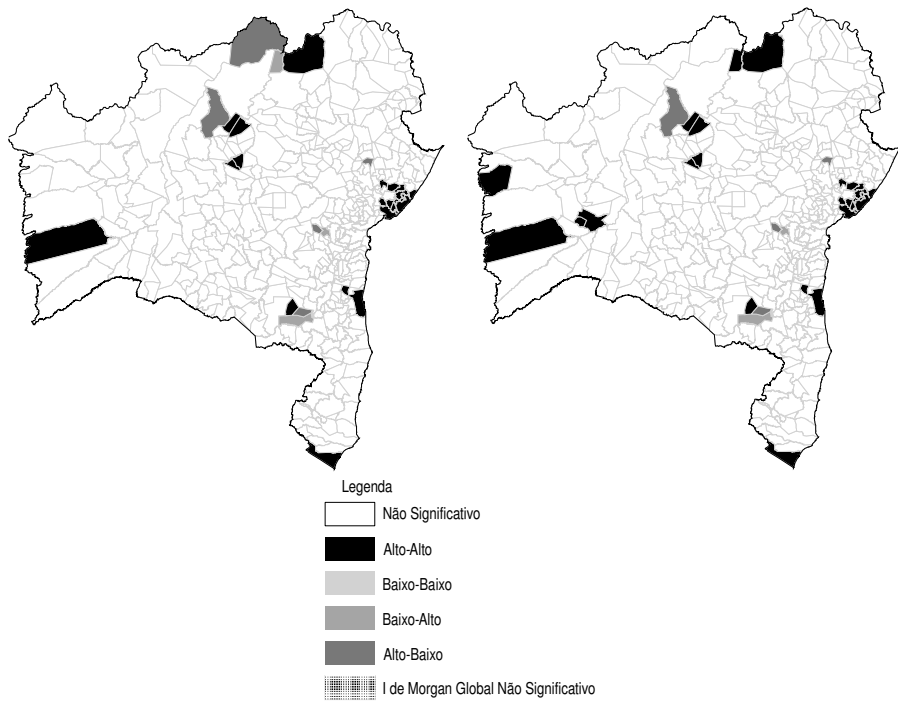 Legenda
Não Significativo
Alto-Alto
Baixo-Baixo
Baixo-Alto
Alto-Baixo
I de Morgan Global Não Significativo